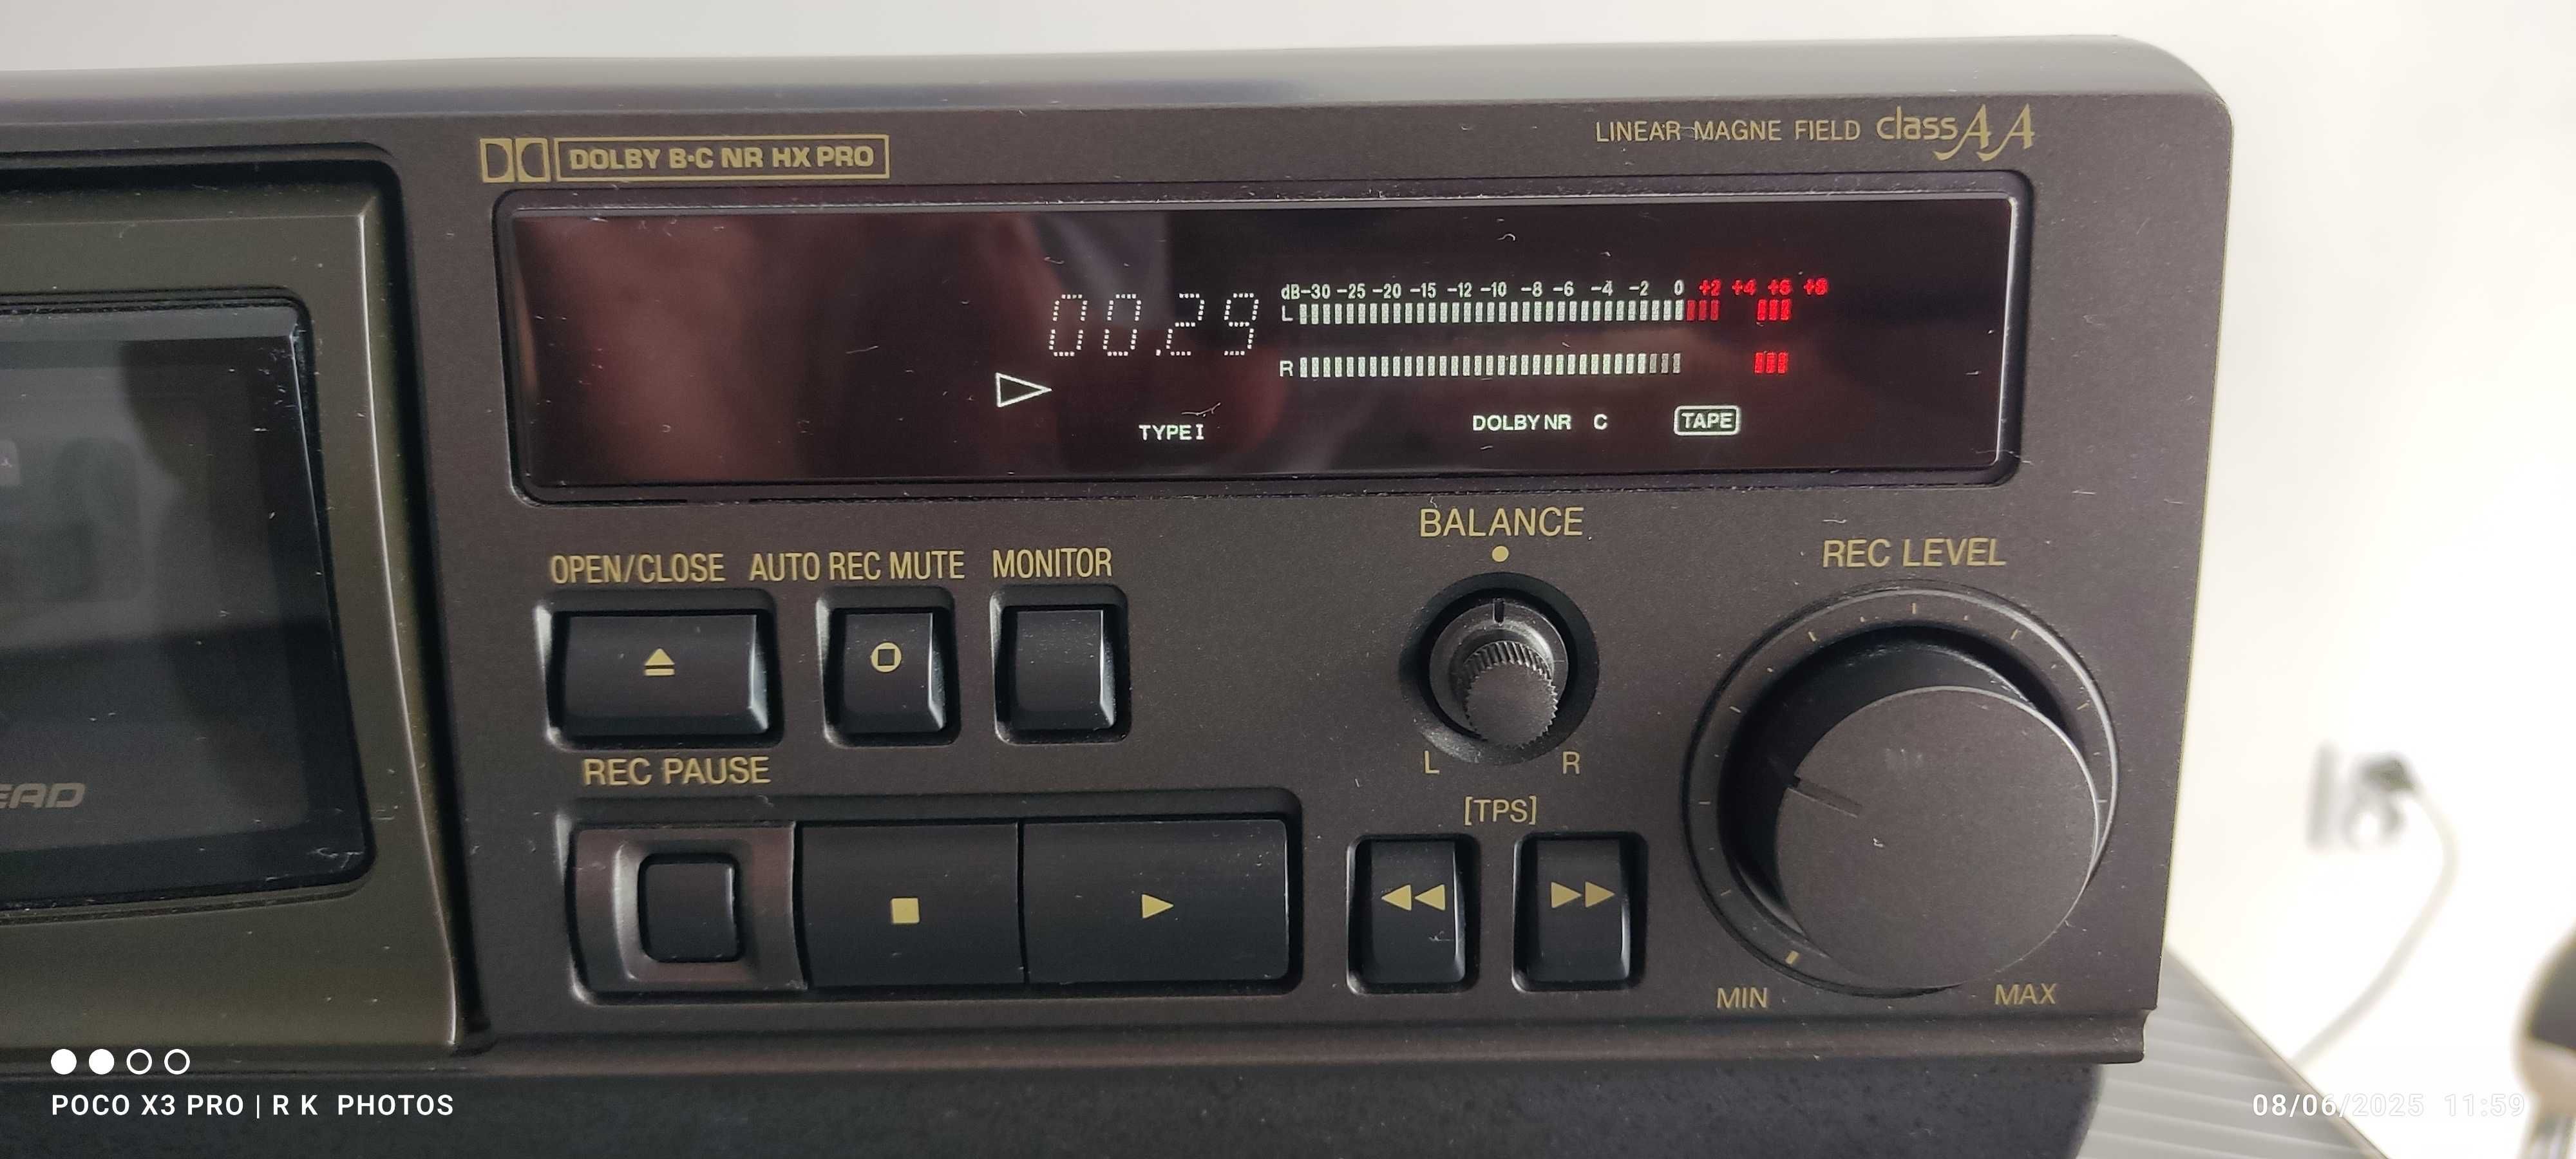 DOLBY B·C NR HX PRO
LINEAR MAGNE FIELD class AA
dB -30 -25 -20 -15 -12 -10 -8 -6 -4 -2 0 +2 +4 +6 +8
L
00.29
R
TYPE I
DOLBY NR C TAPE
BALANCE
OPEN/CLOSE AUTO REC MUTE MONITOR
REC LEVEL
L R
REC PAUSE
[TPS]
MIN MAX
POCO X3 PRO | R K PHOTOS
08/06/2025 11:59